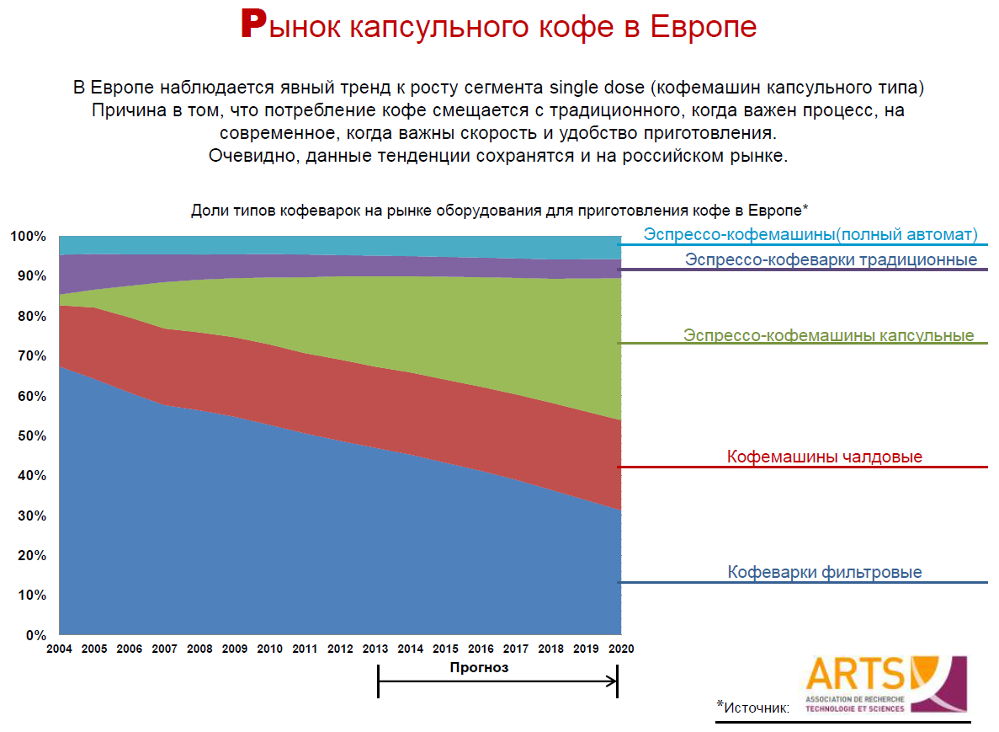 Рынок капсульного кофе в Европе
В Европе наблюдается явный тренд к росту сегмента single dose (кофемашин капсульного типа)
Причина в том, что потребление кофе смещается с традиционного, когда важен процесс, на
современное, когда важны скорость и удобство приготовления.
Очевидно, данные тенденции сохранятся и на российском рынке.
Доли типов кофеварок на рынке оборудования для приготовления кофе в Европе*
100%
90%
80%
70%
60%
50%
40%
30%
20%
10%
0%
Эспрессо-кофемашины(полный автомат)
Эспрессо-кофеварки традиционные
Эспрессо-кофемашины капсульные
Кофемашины чалдовые
Кофеварки фильтровые
2004 2005 2006 2007 2008 2009 2010 2011 2012 2013 2014 2015 2016 2017 2018 2019 2020
Прогноз
*Источник:
ARTS
ASSOCIATION DE RECHERCHE
TECHNOLOGIE ET SCIENCES